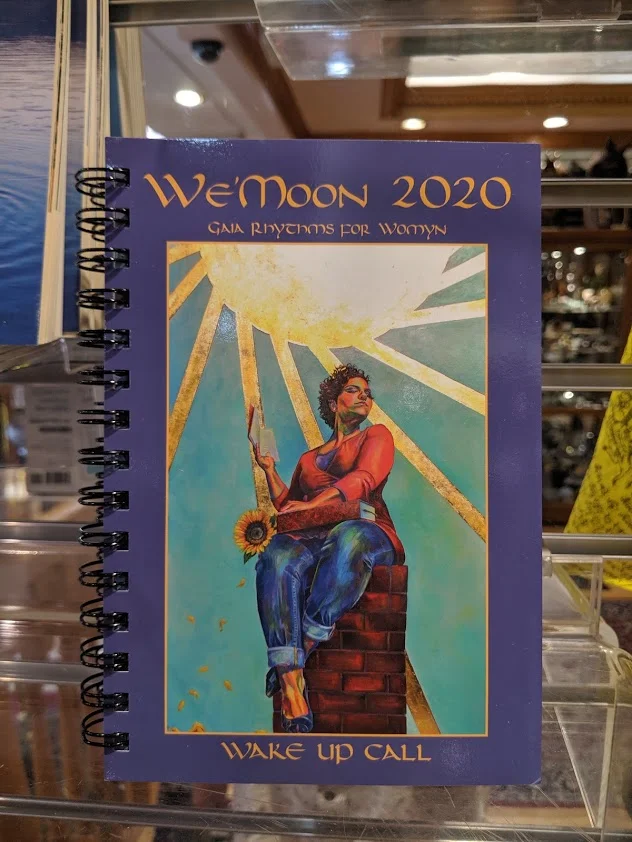 We'Moon 2020
Gaia Rhythms for Womyn
Wake Up Call